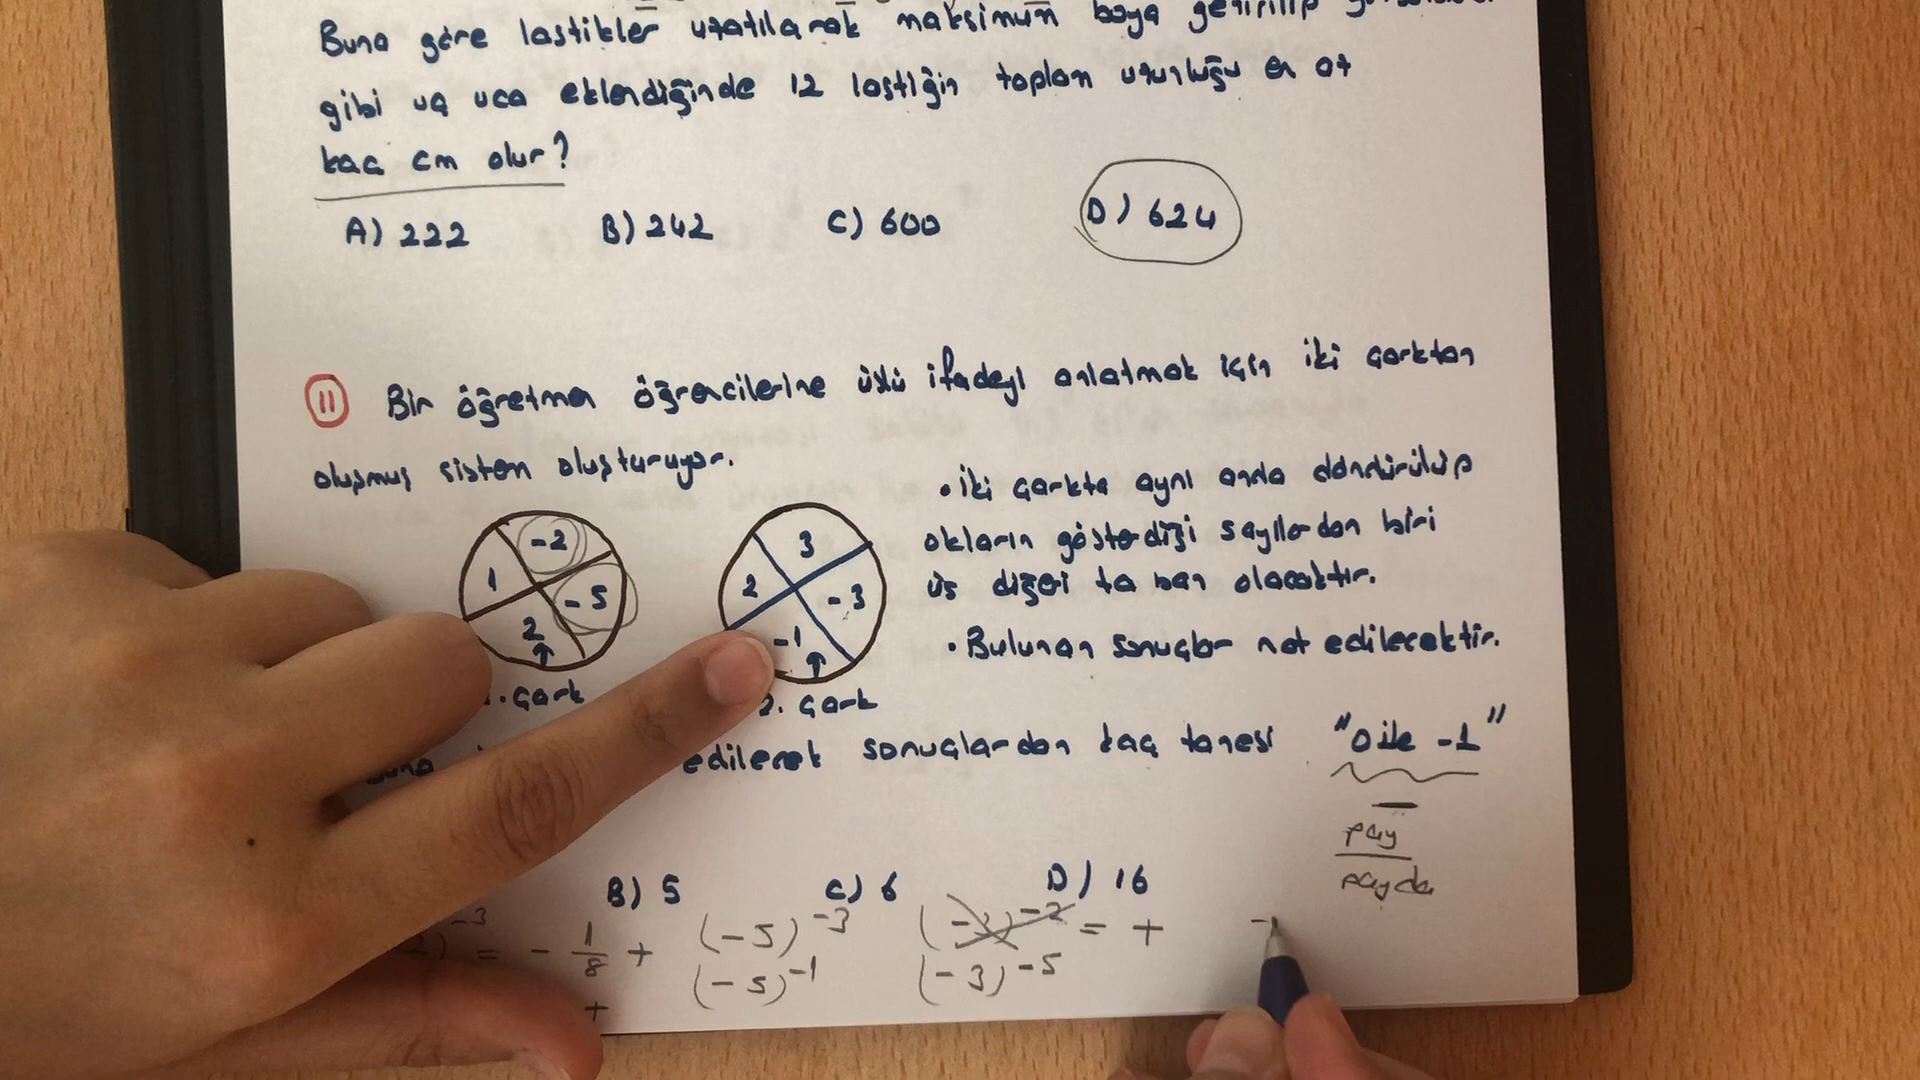 Buna göre lastikler uzatılarak maksimum boya getirilip
gibi uç uca eklendiğinde 12 lastiğin toplam uzunluğu en az
kaç cm olur?
A) 222 B) 242 C) 600 D) 624
11 Bir öğretmen öğrencilerine üslü ifadeyi anlatmak için iki çarktan
oluşmuş sistem oluşturuyor.
• İki çarkta aynı anda döndürülüp
okların gösterdiği sayılardan biri
üs diğeri taban olacaktır.
• Bulunan sonuçlar not edilecektir.
-2
1
-5
2
3
2
-3
-1
. çark
2. çark
edilecek sonuçlardan kaç tanesi "0 ile -1"
pay
payda
B) 5 C) 6 D) 16
2)^-3 = - 1/8 + (-5)^-3 = +
+ (-5)^-1 (-3)^-5